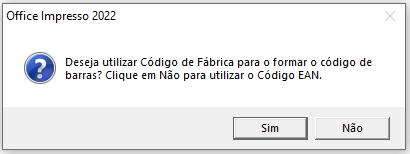 Office Impresso 2022
Deseja utilizar Código de Fábrica para o formar o código de
barras? Clique em Não para utilizar o Código EAN.
Sim
Não